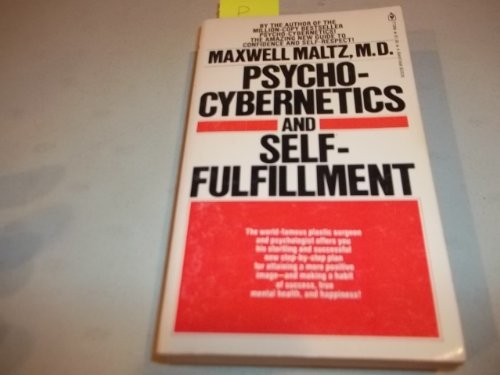 P
BY THE AUTHOR OF THE
MILLION-COPY BESTSELLER
PSYCHO-CYBERNETICS!
THE AMAZING NEW GUIDE TO
CONFIDENCE AND SELF-RESPECT!
MAXWELL MALTZ, M.D.
PSYCHO-
CYBERNETICS
AND
SELF-
FULFILLMENT
The world-famous plastic surgeon
and psychologist offers you
his startling and successful
new step-by-step plan
for attaining a more positive
image—and making a habit
of success, true
mental health, and happiness!